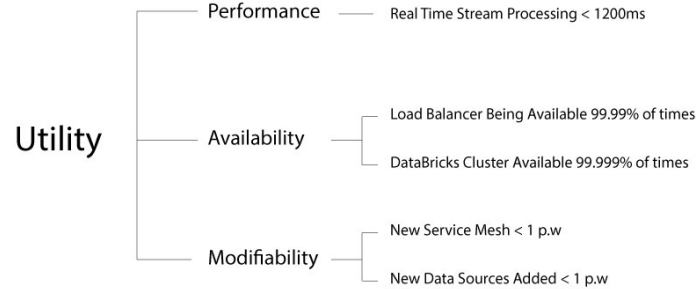 Performance
Real Time Stream Processing < 1200ms
Load Balancer Being Available 99.99% of times
Utility
Availability
DataBricks Cluster Available 99.999% of times
New Service Mesh < 1 p.w
Modifiability
New Data Sources Added < 1 p.w